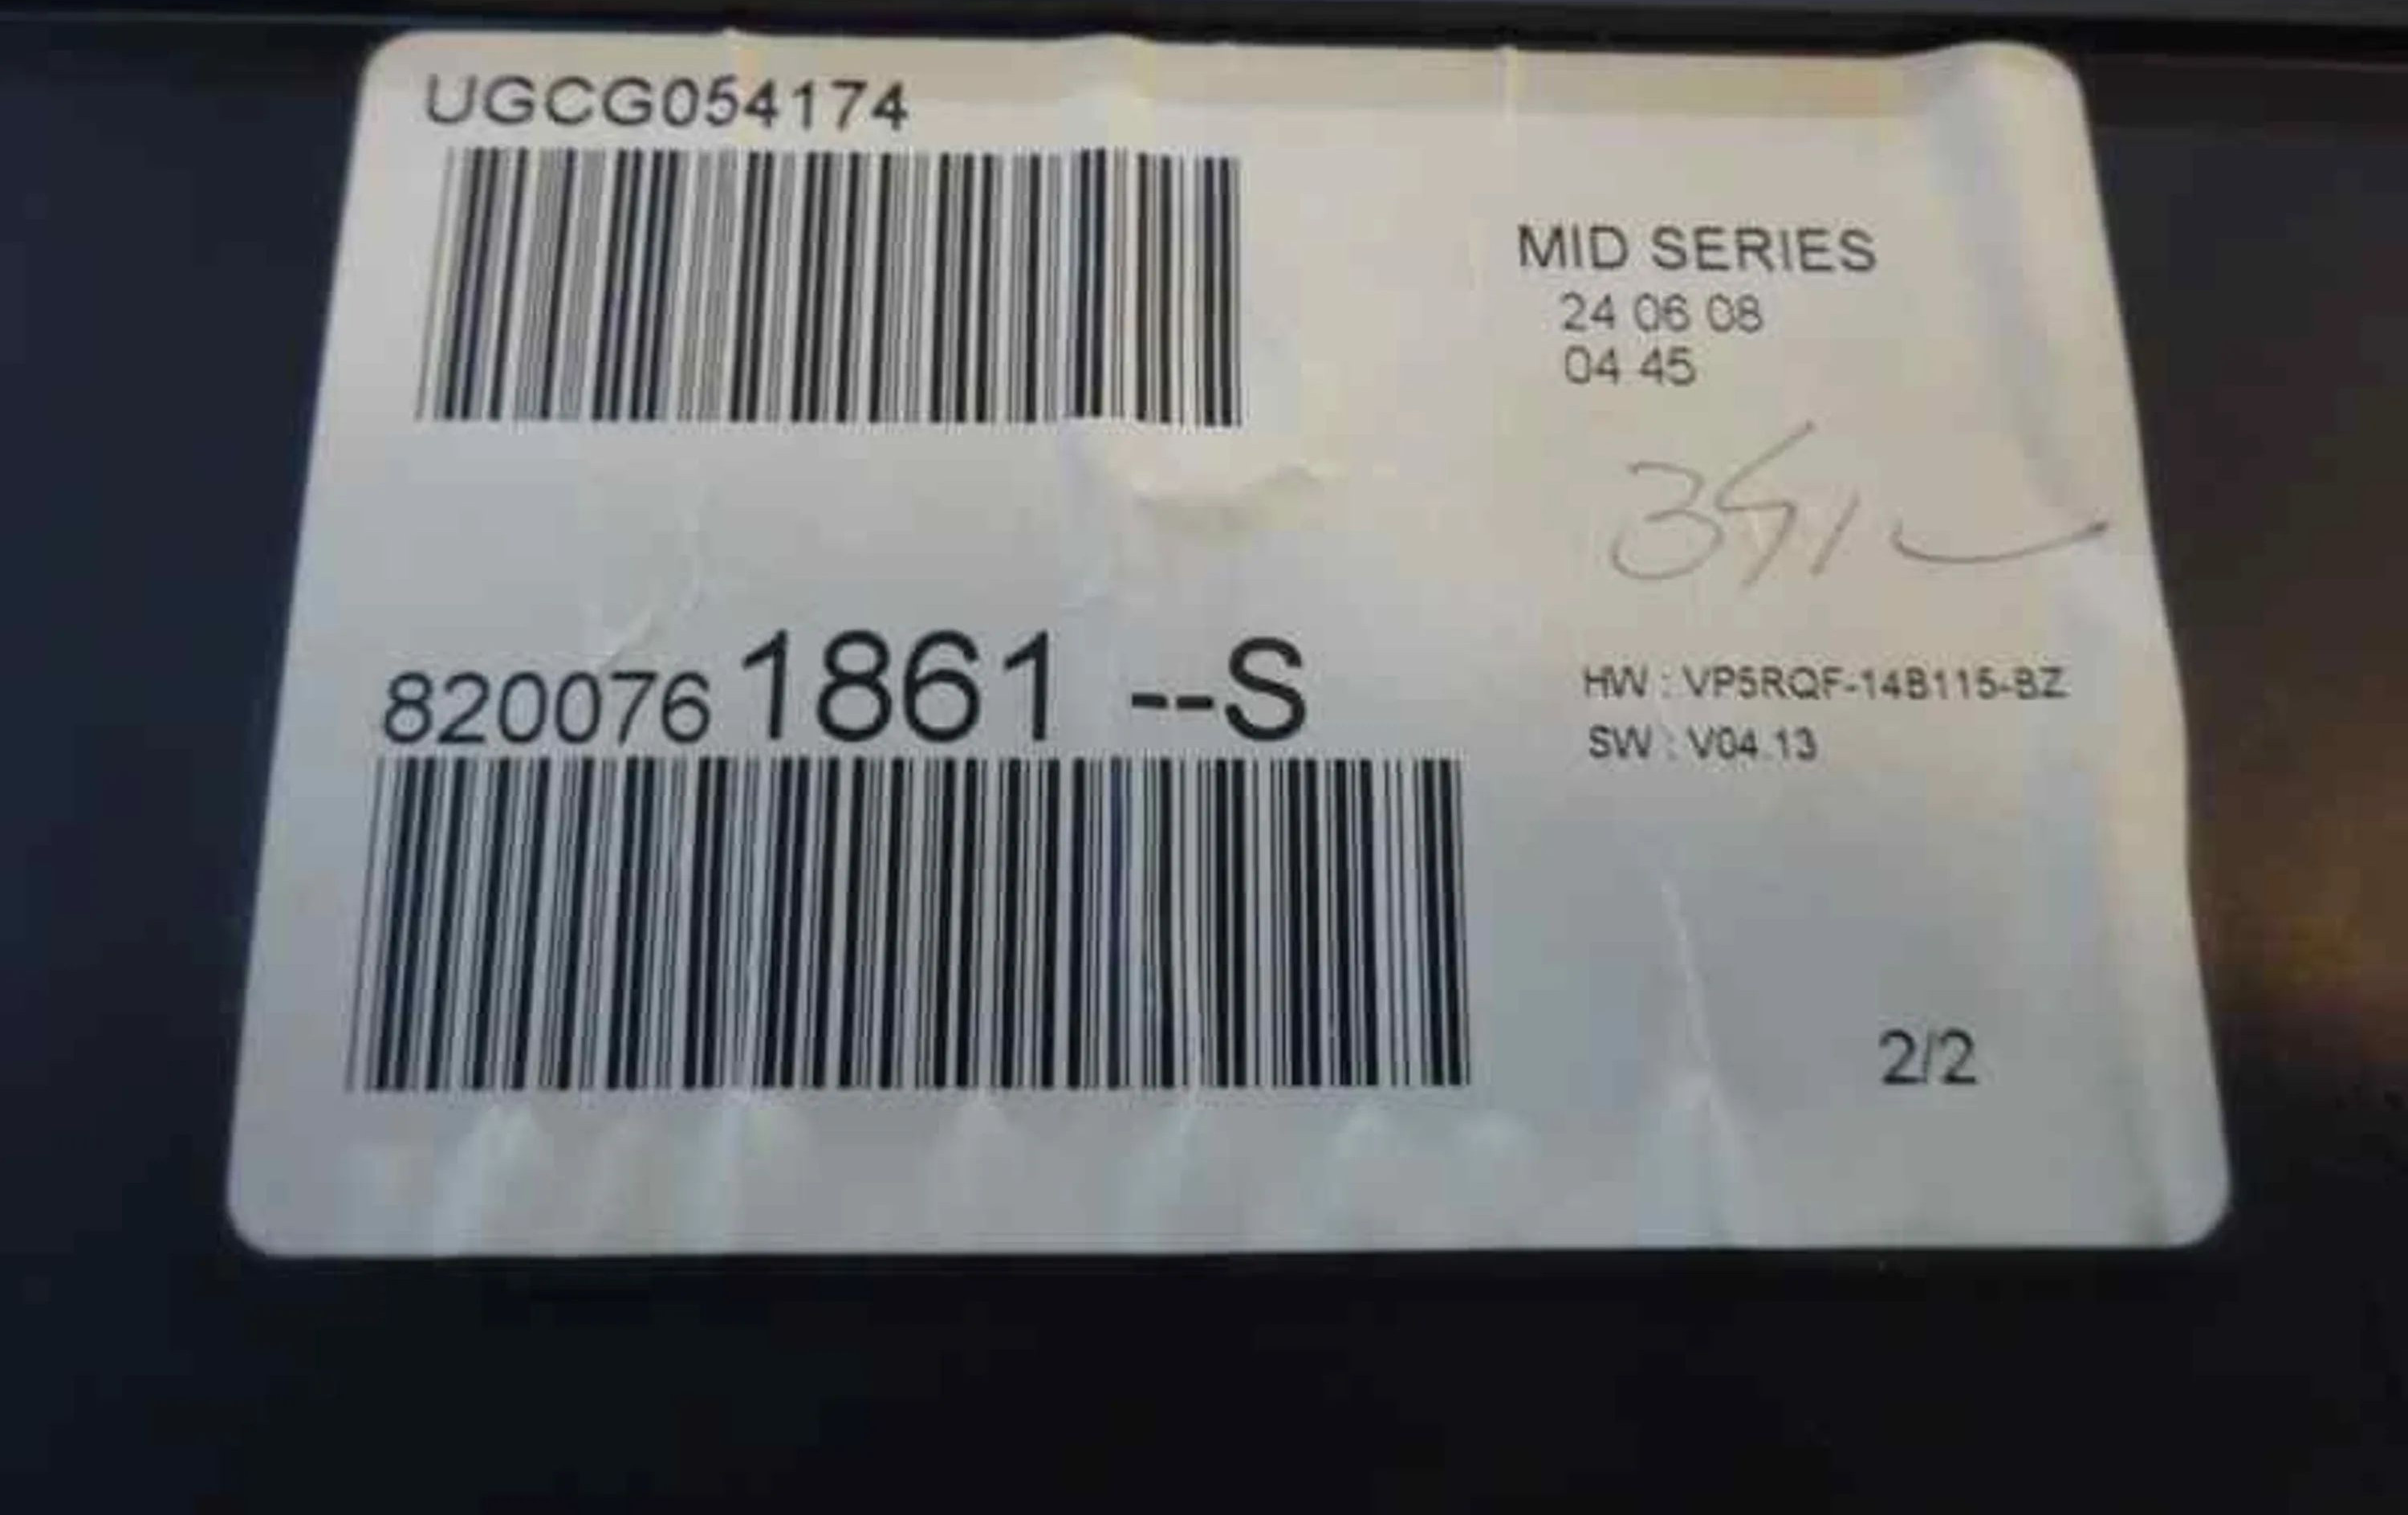 UGCG054174
MID SERIES
24 06 08
04 45
8200761861 --S
HW : VP5RQF-14B115-BZ
SW : V04.13
2/2